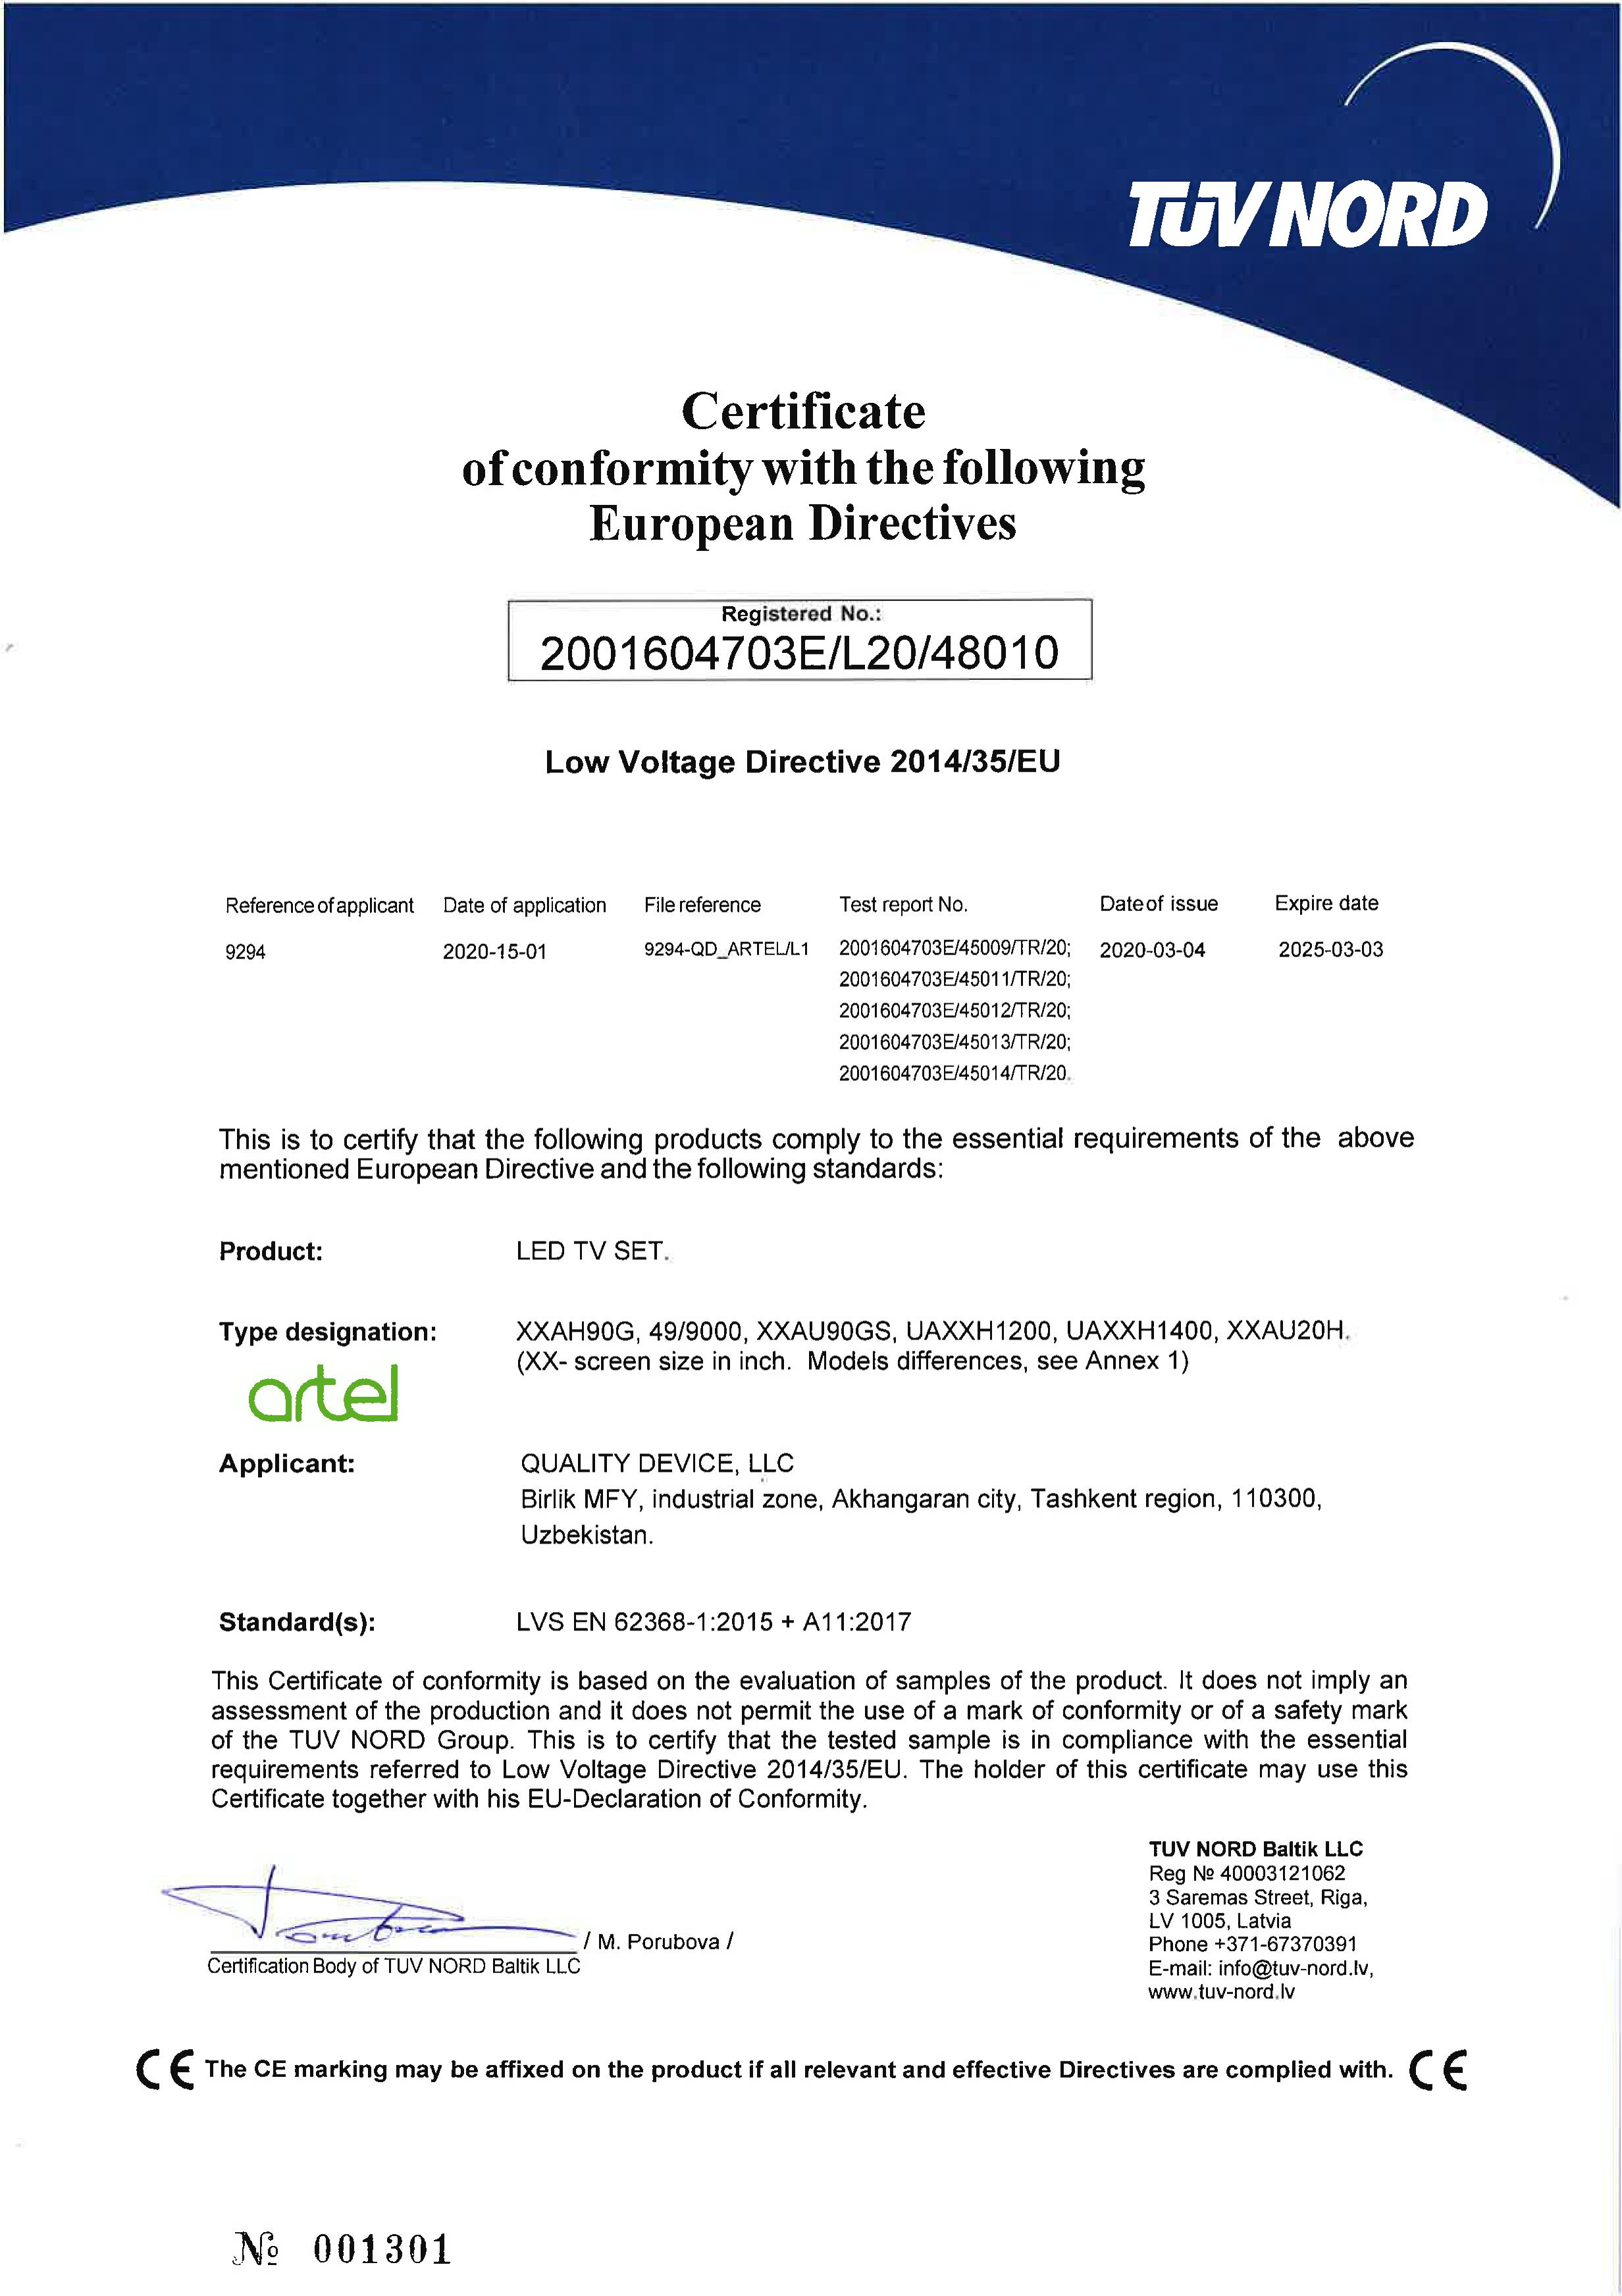 TÜV NORD
Certificate
of conformity with the following
European Directives
Registered No.:
2001604703E/L20/48010
Low Voltage Directive 2014/35/EU
Reference of applicant Date of application File reference Test report No. Date of issue Expire date
9294 2020-15-01 9294-QD_ARTEL/L1 2001604703E/45009/TR/20; 2020-03-04 2025-03-03
2001604703E/45011/TR/20;
2001604703E/45012/TR/20;
2001604703E/45013/TR/20;
2001604703E/45014/TR/20.
This is to certify that the following products comply to the essential requirements of the above
mentioned European Directive and the following standards:
Product: LED TV SET.
Type designation: XXAH90G, 49/9000, XXAU90GS, UAXXH1200, UAXXH1400, XXAU20H.
(XX- screen size in inch. Models differences, see Annex 1)
artel
Applicant: QUALITY DEVICE, LLC
Birlik MFY, industrial zone, Akhangaran city, Tashkent region, 110300,
Uzbekistan.
Standard(s): LVS EN 62368-1:2015 + A11:2017
This Certificate of conformity is based on the evaluation of samples of the product. It does not imply an
assessment of the production and it does not permit the use of a mark of conformity or of a safety mark
of the TUV NORD Group. This is to certify that the tested sample is in compliance with the essential
requirements referred to Low Voltage Directive 2014/35/EU. The holder of this certificate may use this
Certificate together with his EU-Declaration of Conformity.
/ M. Porubova /
Certification Body of TUV NORD Baltik LLC
TUV NORD Baltik LLC
Reg № 40003121062
3 Saremas Street, Riga,
LV 1005, Latvia
Phone +371-67370391
E-mail: info@tuv-nord.lv,
www.tuv-nord.lv
CE The CE marking may be affixed on the product if all relevant and effective Directives are complied with. CE
№ 001301